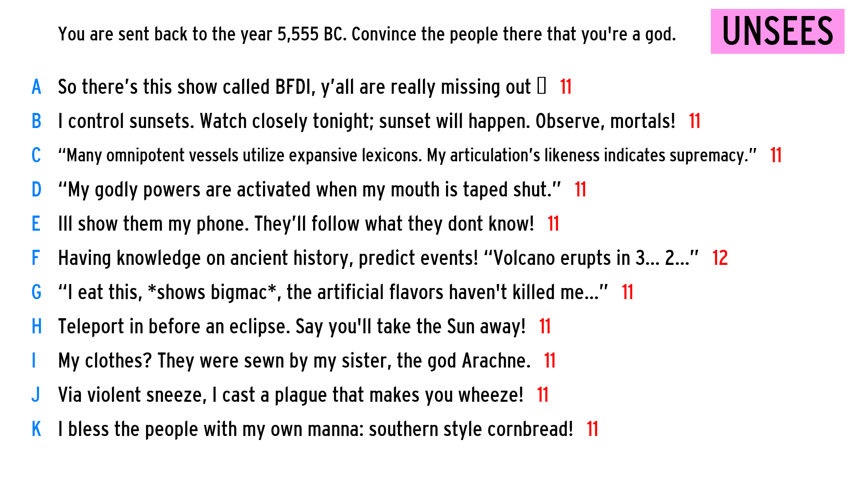 You are sent back to the year 5,555 BC. Convince the people there that you're a god.
UNSEES
A So there’s this show called BFDI, y’all are really missing out ▯ 11
B I control sunsets. Watch closely tonight; sunset will happen. Observe, mortals! 11
C “Many omnipotent vessels utilize expansive lexicons. My articulation’s likeness indicates supremacy.” 11
D “My godly powers are activated when my mouth is taped shut.” 11
E Ill show them my phone. They’ll follow what they dont know! 11
F Having knowledge on ancient history, predict events! “Volcano erupts in 3... 2...” 12
G “I eat this, *shows bigmac*, the artificial flavors haven't killed me...” 11
H Teleport in before an eclipse. Say you'll take the Sun away! 11
I My clothes? They were sewn by my sister, the god Arachne. 11
J Via violent sneeze, I cast a plague that makes you wheeze! 11
K I bless the people with my own manna: southern style cornbread! 11